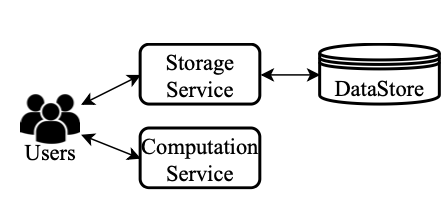 Storage
Service
DataStore
Users
Computation
Service